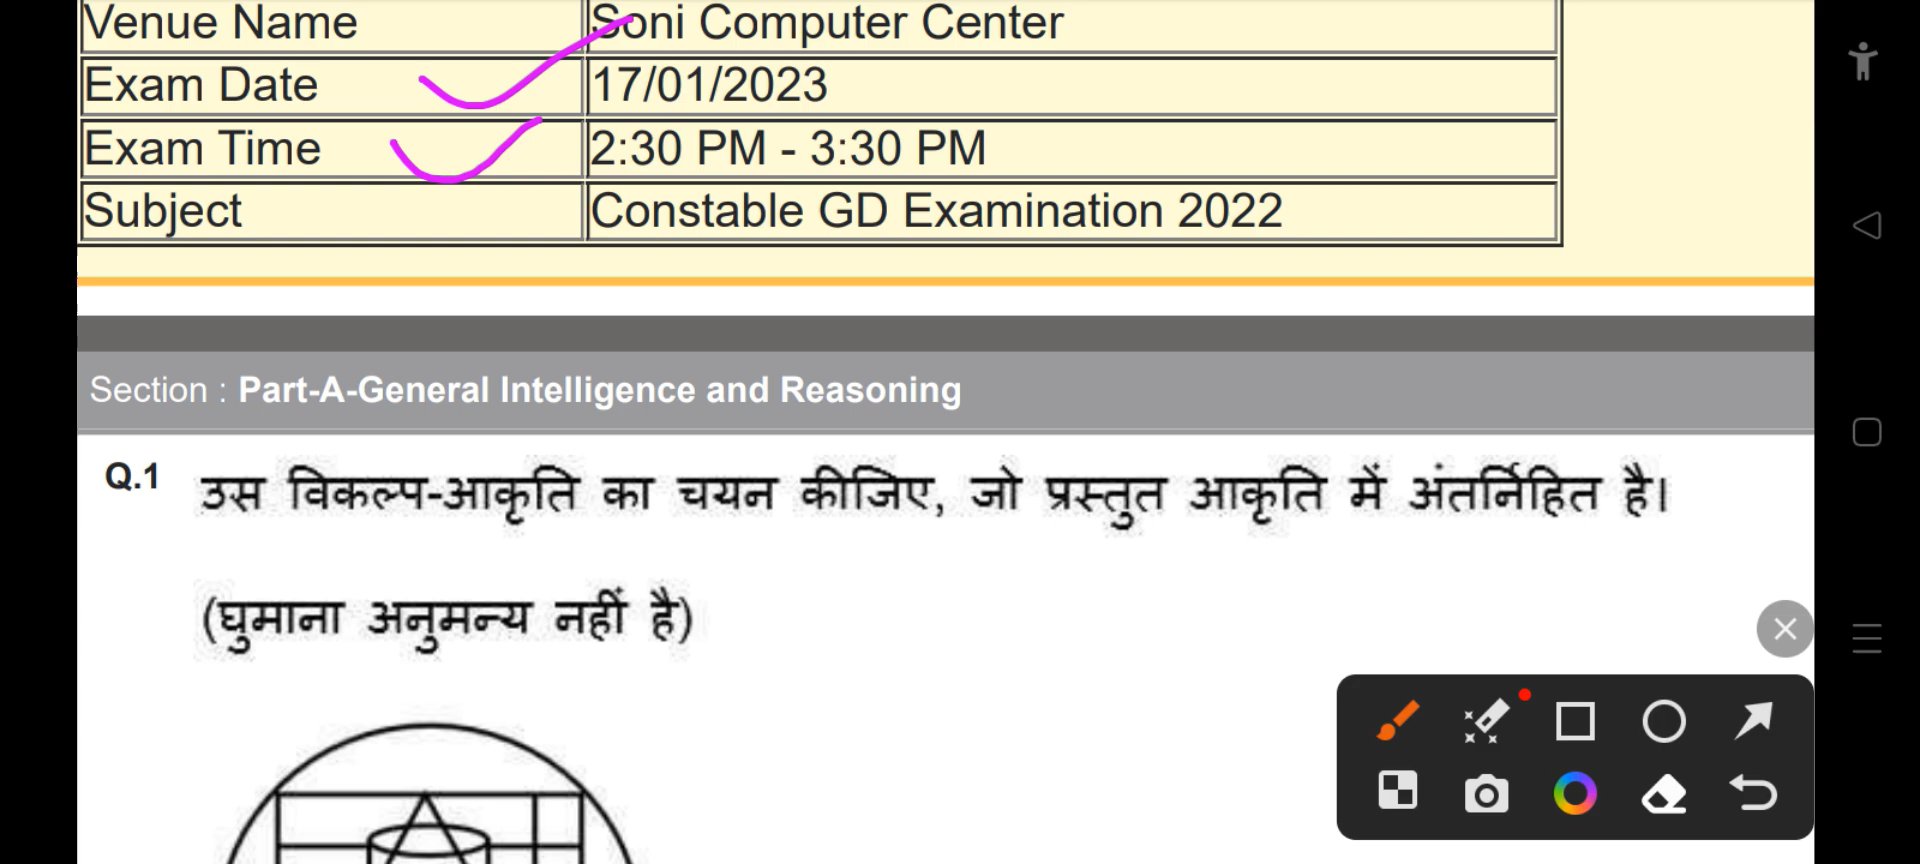 Venue Name Soni Computer Center
Exam Date 17/01/2023
Exam Time 2:30 PM - 3:30 PM
Subject Constable GD Examination 2022
Section : Part-A-General Intelligence and Reasoning
Q.1 उस विकल्प-आकृति का चयन कीजिए, जो प्रस्तुत आकृति में अंतर्निहित है।
(घुमाना अनुमन्य नहीं है)